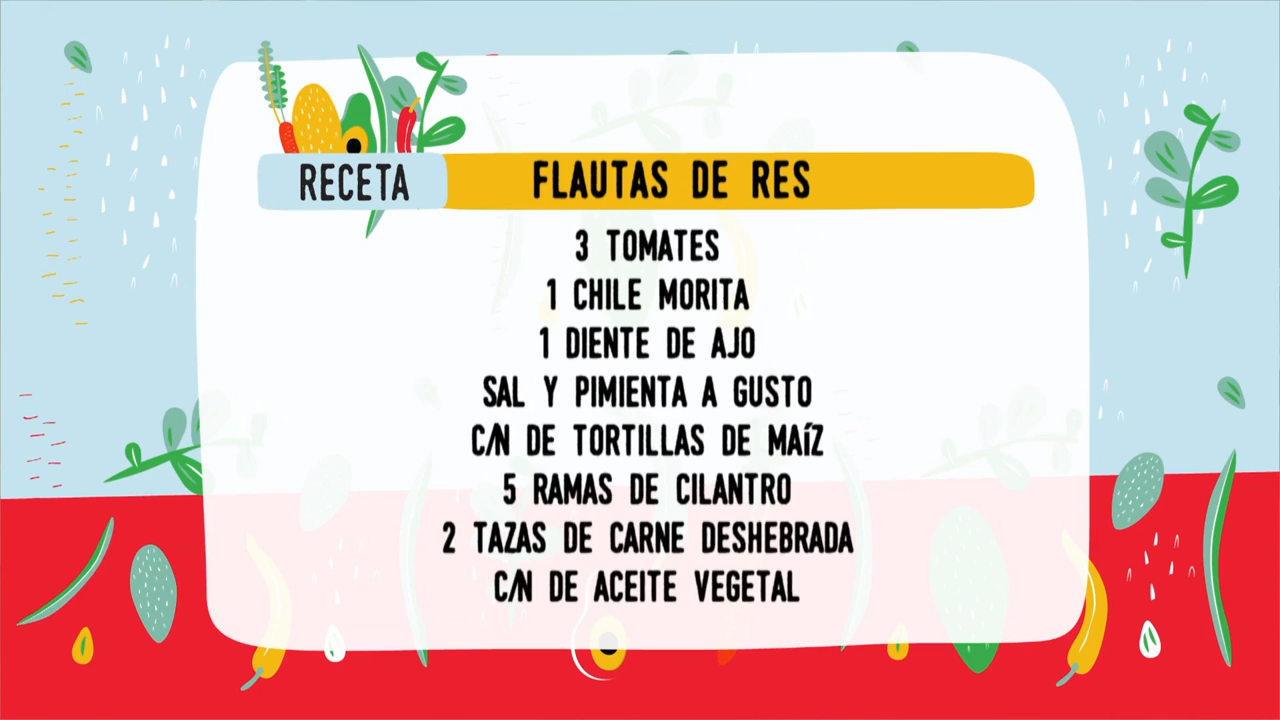 RECETA
FLAUTAS DE RES
3 TOMATES
1 CHILE MORITA
1 DIENTE DE AJO
SAL Y PIMIENTA A GUSTO
C/N DE TORTILLAS DE MAíZ
5 RAMAS DE CILANTRO
2 TAZAS DE CARNE DESHEBRADA
C/N DE ACEITE VEGETAL